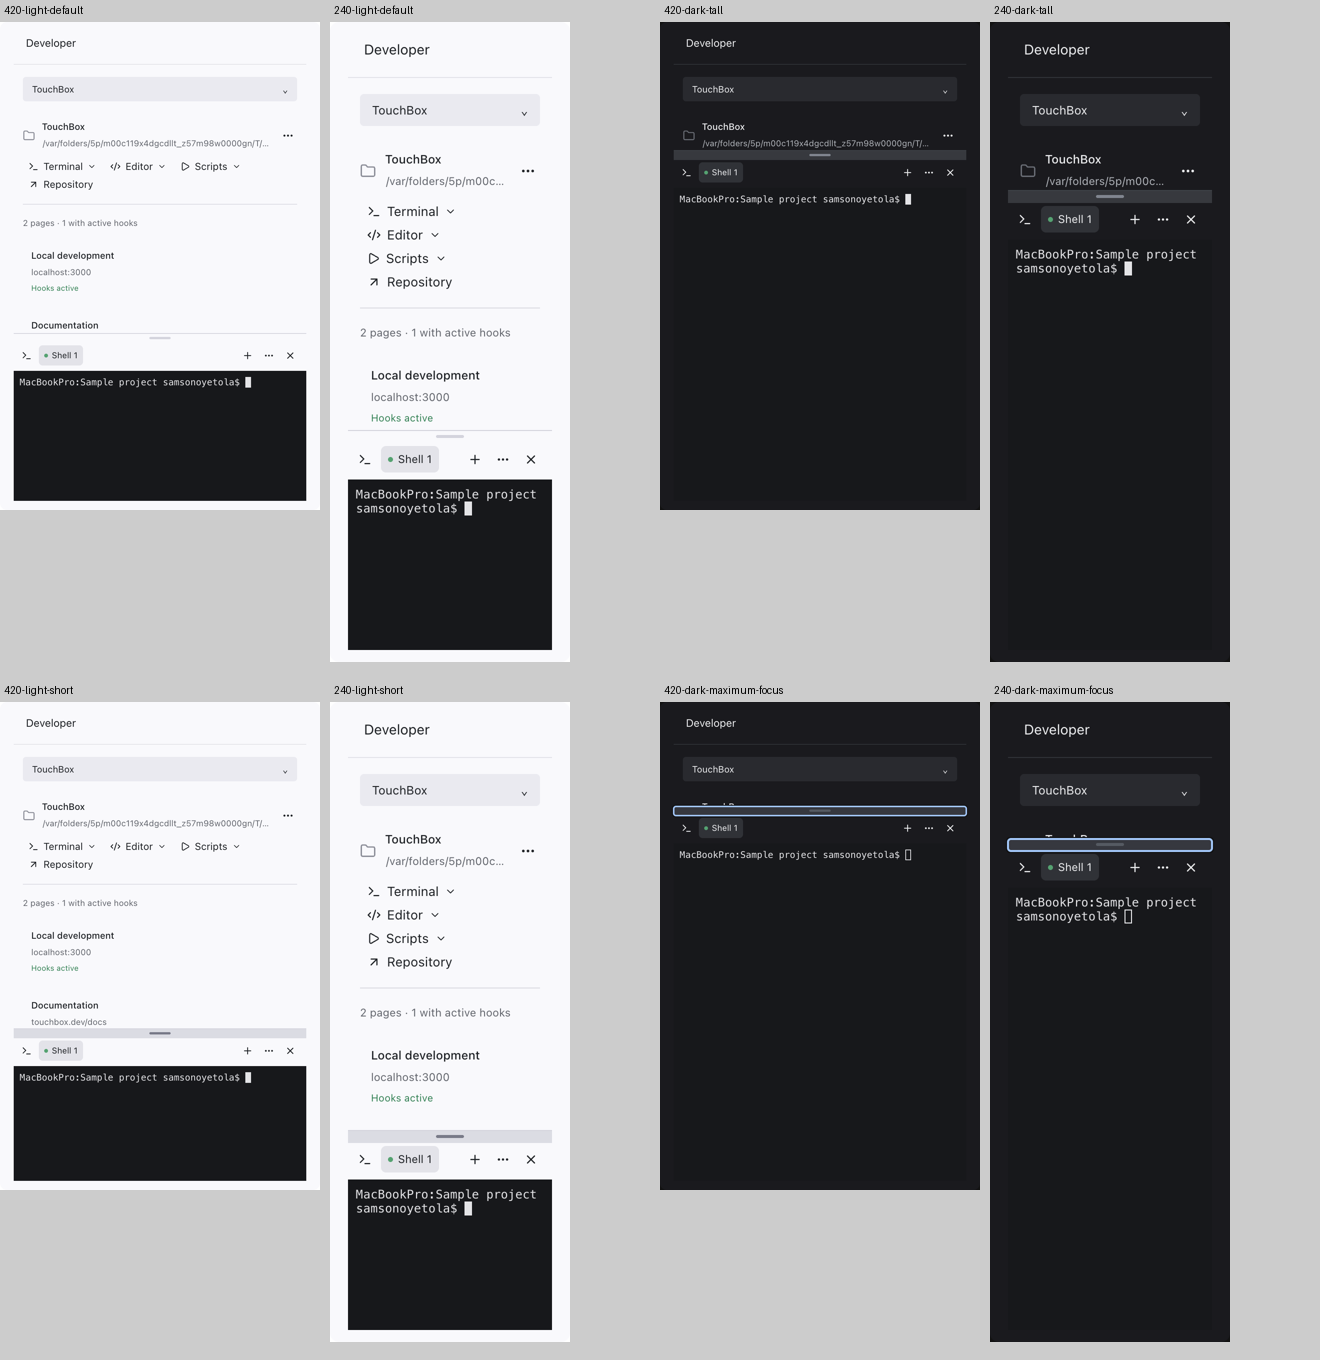 420-light-default
Developer
TouchBox
TouchBox
/var/folders/5p/m00c119x4dgcdllt_z57m98w0000gn/T/...
Terminal
Editor
Scripts
Repository
2 pages · 1 with active hooks
Local development
localhost:3000
Hooks active
Documentation
Shell 1
MacBookPro:Sample project samsonoyetola$
240-light-default
Developer
TouchBox
TouchBox
/var/folders/5p/m00c...
Terminal
Editor
Scripts
Repository
2 pages · 1 with active hooks
Local development
localhost:3000
Hooks active
Shell 1
MacBookPro:Sample project
samsonoyetola$
420-dark-tall
Developer
TouchBox
TouchBox
/var/folders/5p/m00c119x4dgcdllt_z57m98w0000gn/T/...
Shell 1
MacBookPro:Sample project samsonoyetola$
240-dark-tall
Developer
TouchBox
TouchBox
/var/folders/5p/m00c...
Shell 1
MacBookPro:Sample project
samsonoyetola$
420-light-short
Developer
TouchBox
TouchBox
/var/folders/5p/m00c119x4dgcdllt_z57m98w0000gn/T/...
Terminal
Editor
Scripts
Repository
2 pages · 1 with active hooks
Local development
localhost:3000
Hooks active
Documentation
touchbox.dev/docs
Shell 1
MacBookPro:Sample project samsonoyetola$
240-light-short
Developer
TouchBox
TouchBox
/var/folders/5p/m00c...
Terminal
Editor
Scripts
Repository
2 pages · 1 with active hooks
Local development
localhost:3000
Hooks active
Shell 1
MacBookPro:Sample project
samsonoyetola$
420-dark-maximum-focus
Developer
TouchBox
Shell 1
MacBookPro:Sample project samsonoyetola$
240-dark-maximum-focus
Developer
TouchBox
Shell 1
MacBookPro:Sample project
samsonoyetola$